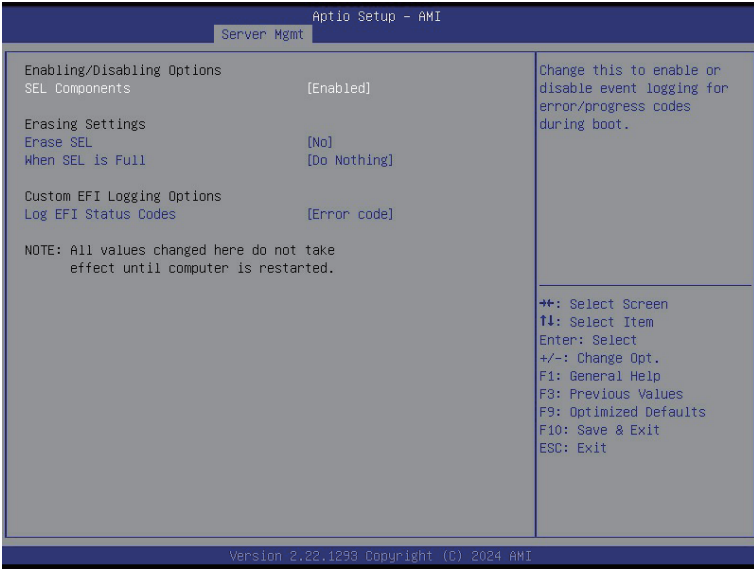 Aptio Setup – AMI
Server Mgmt
Enabling/Disabling Options
SEL Components [Enabled]
Erasing Settings
Erase SEL [No]
When SEL is Full [Do Nothing]
Custom EFI Logging Options
Log EFI Status Codes [Error code]
NOTE: All values changed here do not take
effect until computer is restarted.
Change this to enable or
disable event logging for
error/progress codes
during boot.
→←: Select Screen
↑↓: Select Item
Enter: Select
+/-: Change Opt.
F1: General Help
F3: Previous Values
F9: Optimized Defaults
F10: Save & Exit
ESC: Exit
Version 2.22.1293 Copyright (C) 2024 AMI